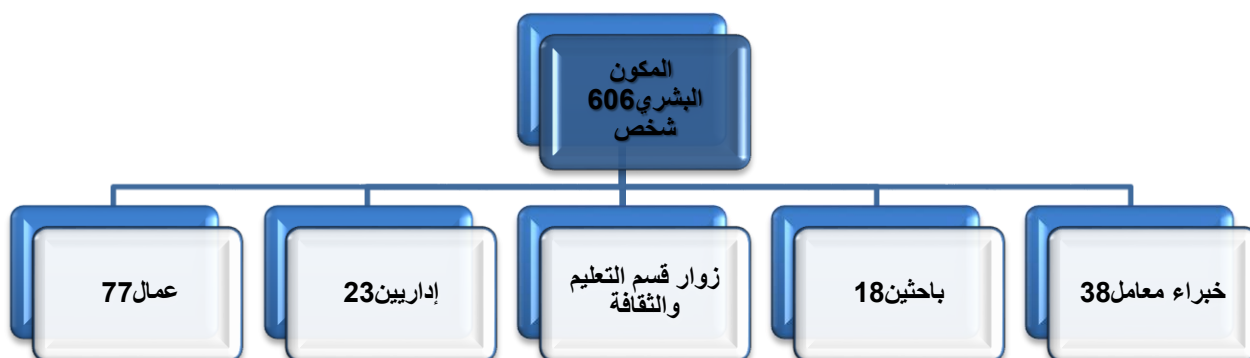 المكون
البشري606
شخص
خبراء معامل38
باحثين18
زوار قسم التعليم
والثقافة
إداريين23
عمال77